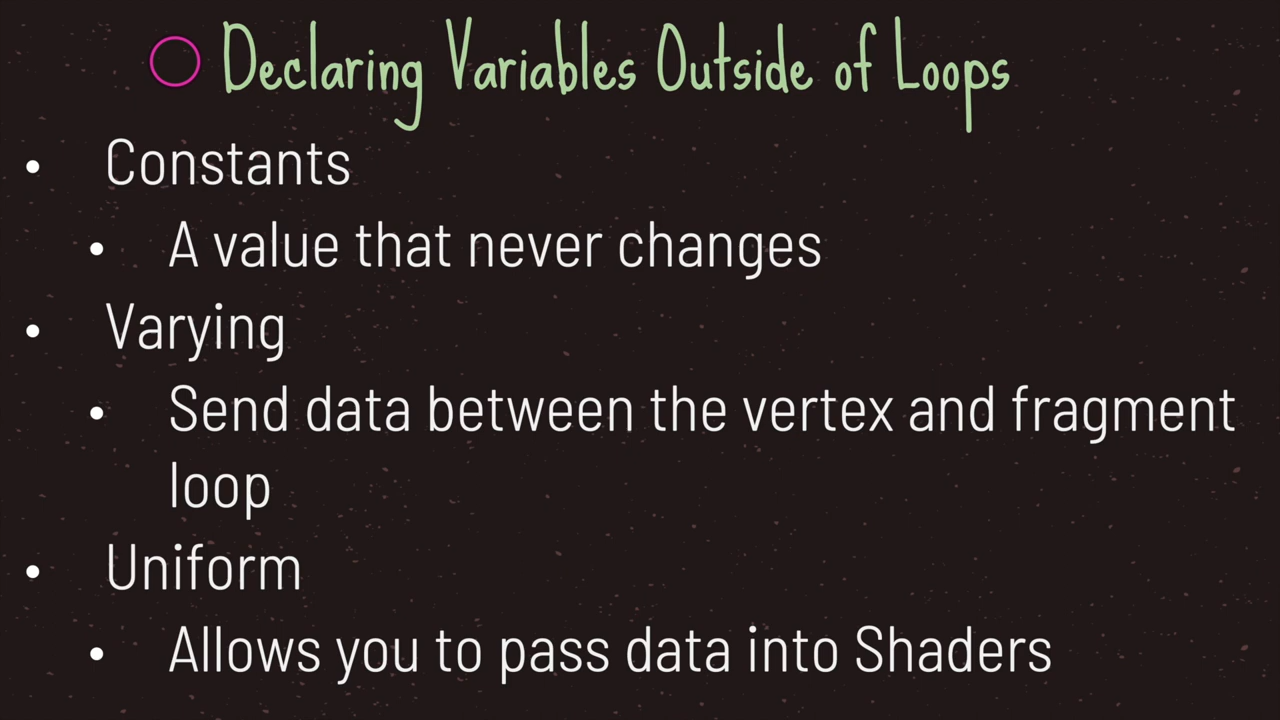 Declaring Variables Outside of Loops
• Constants
• A value that never changes
• Varying
• Send data between the vertex and fragment
loop
• Uniform
• Allows you to pass data into Shaders